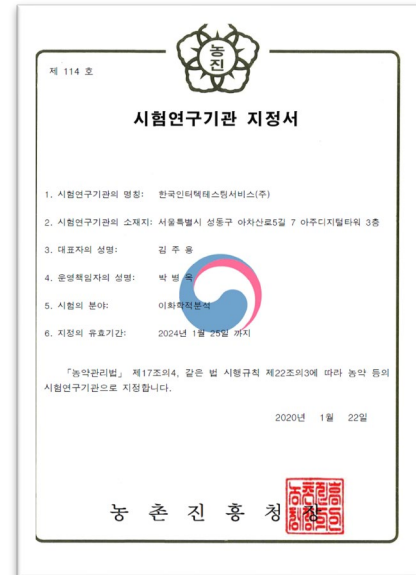 농진
제 114 호
시험연구기관 지정서
1. 시험연구기관의 명칭: 한국인터텍테스팅서비스(주)
2. 시험연구기관의 소재지: 서울특별시 성동구 아차산로5길 7 아주디지털타워 3층
3. 대표자의 성명: 김 주 용
4. 운영책임자의 성명: 박 병 옥
5. 시험의 분야: 이화학적분석
6. 지정의 유효기간: 2024년 1월 25일 까지
「농약관리법」 제17조의4, 같은 법 시행규칙 제22조의3에 따라 농약 등의
시험연구기관으로 지정합니다.
2020년 1월 22일
농 촌 진 흥 청 장